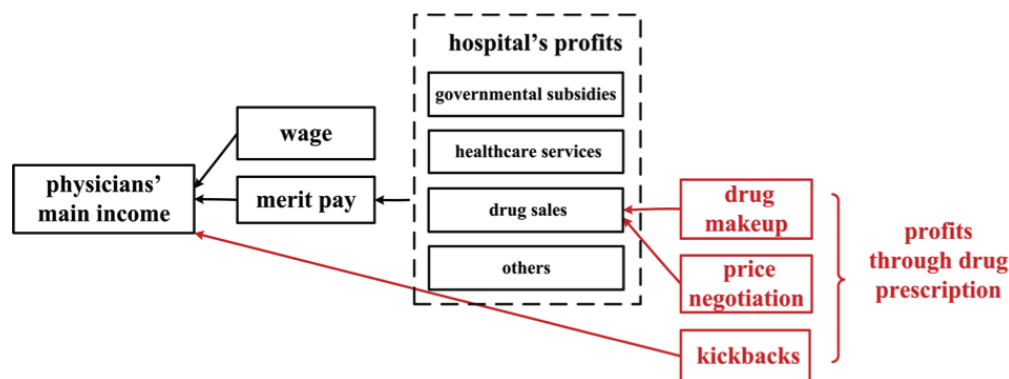 hospital’s profits
governmental subsidies
wage
healthcare services
physicians’
main income
merit pay
drug sales
others
drug
makeup
price
negotiation
kickbacks
profits
through drug
prescription